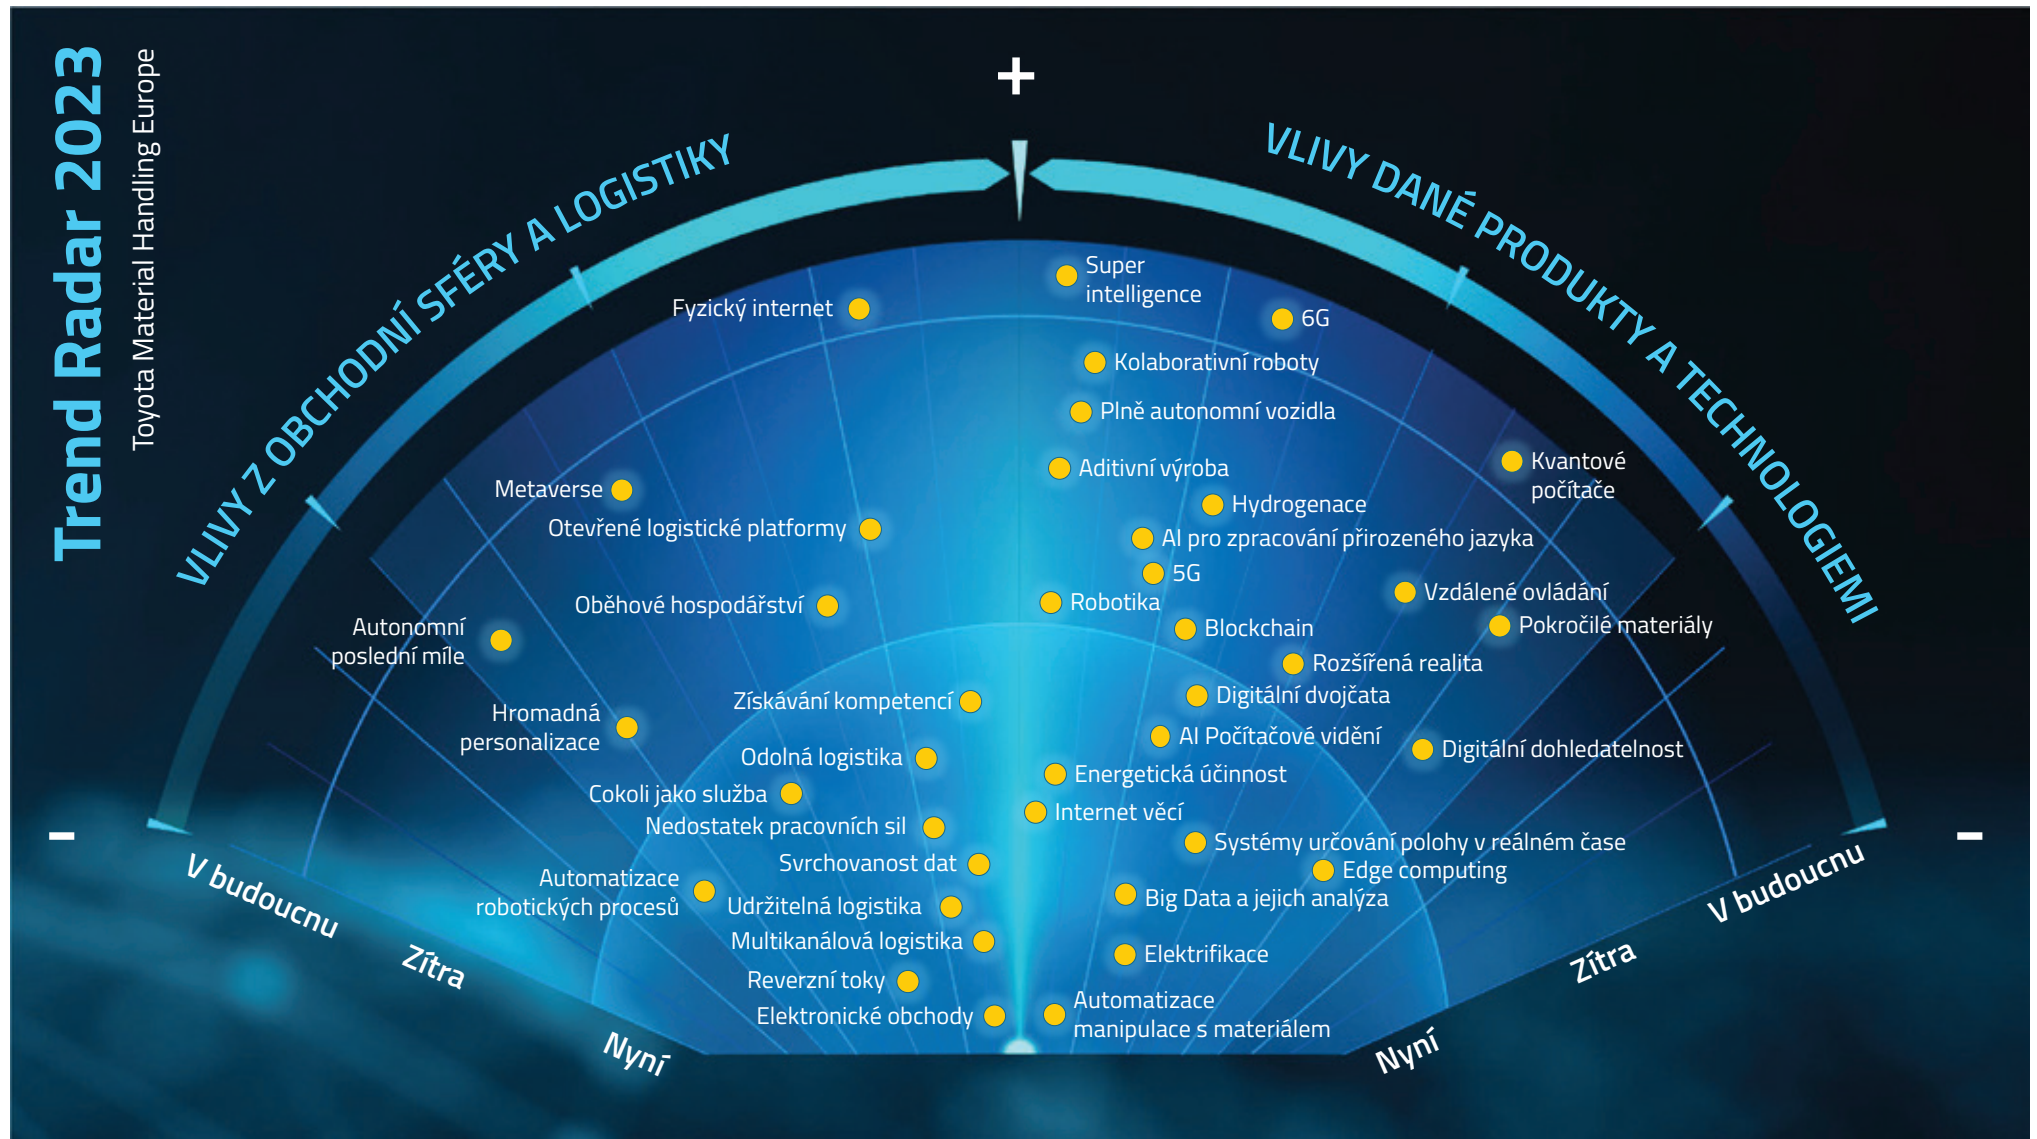 Trend Radar 2023
Toyota Material Handling Europe
+
VLIVY Z OBCHODNÍ SFÉRY A LOGISTIKY
VLIVY DANÉ PRODUKTY A TECHNOLOGIEMI
Super
intelligence
Fyzický internet
6G
Kolaborativní roboty
Plně autonomní vozidla
Aditivní výroba
Kvantové
počítače
Metaverse
Hydrogenace
Otevřené logistické platformy
AI pro zpracování přirozeného jazyka
5G
Vzdálené ovládání
Oběhové hospodářství
Robotika
Blockchain
Pokročilé materiály
Autonomní
poslední míle
Rozšířená realita
Získávání kompetencí
Digitální dvojčata
Hromadná
personalizace
AI Počítačové vidění
Digitální dohledatelnost
Odolná logistika
Energetická účinnost
Cokoli jako služba
Internet věcí
Nedostatek pracovních sil
Systémy určování polohy v reálném čase
Svrchovanost dat
Edge computing
Automatizace
robotických procesů
Udržitelná logistika
Big Data a jejich analýza
Multikanálová logistika
Elektrifikace
Reverzní toky
Elektronické obchody
Automatizace
manipulace s materiálem
-
-
V budoucnu
Zítra
Nyní
Nyní
Zítra
V budoucnu